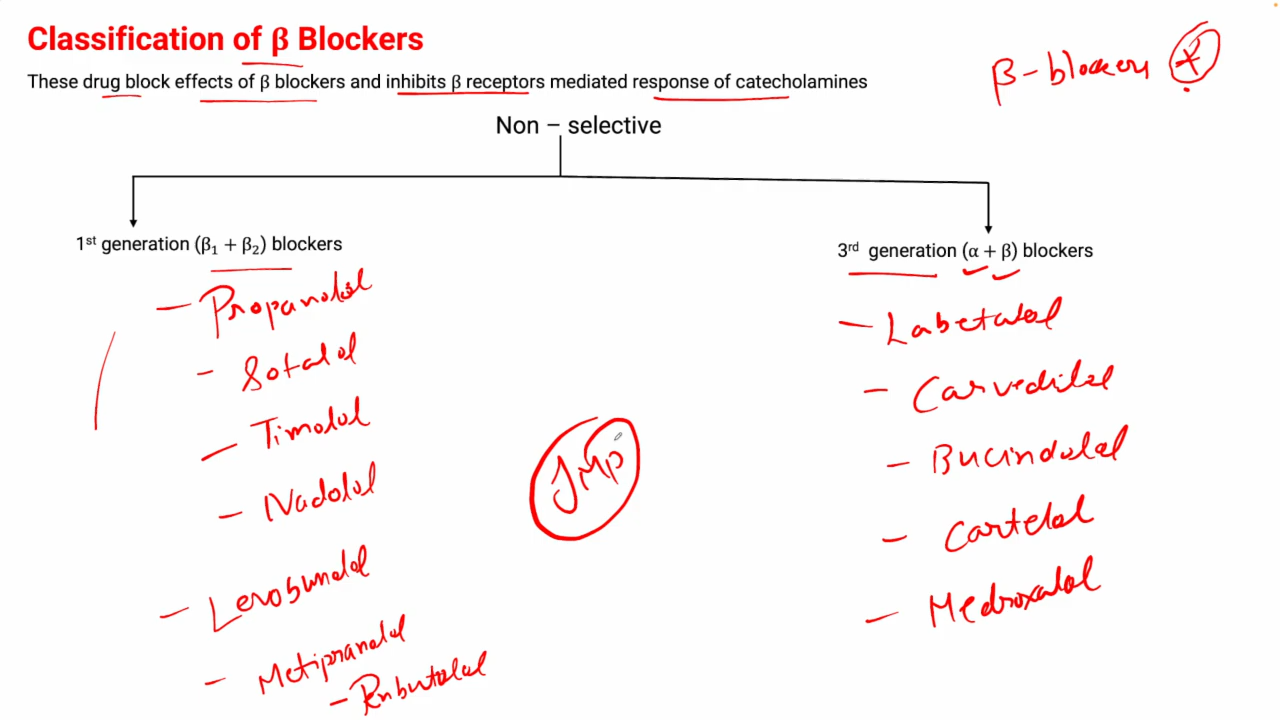 Classification of β Blockers
These drug block effects of β blockers and inhibits β receptors mediated response of catecholamines
β-blockers
Non – selective
1st generation (β₁ + β₂) blockers
3rd generation (α + β) blockers
- Propanolol
- Sotalol
- Timolol
- Nadolol
- Levobunolol
- Metipranolol
- Penbutolol
IMP
- Labetalol
- Carvedilol
- Bucindolol
- Cartelol
- Medroxalol